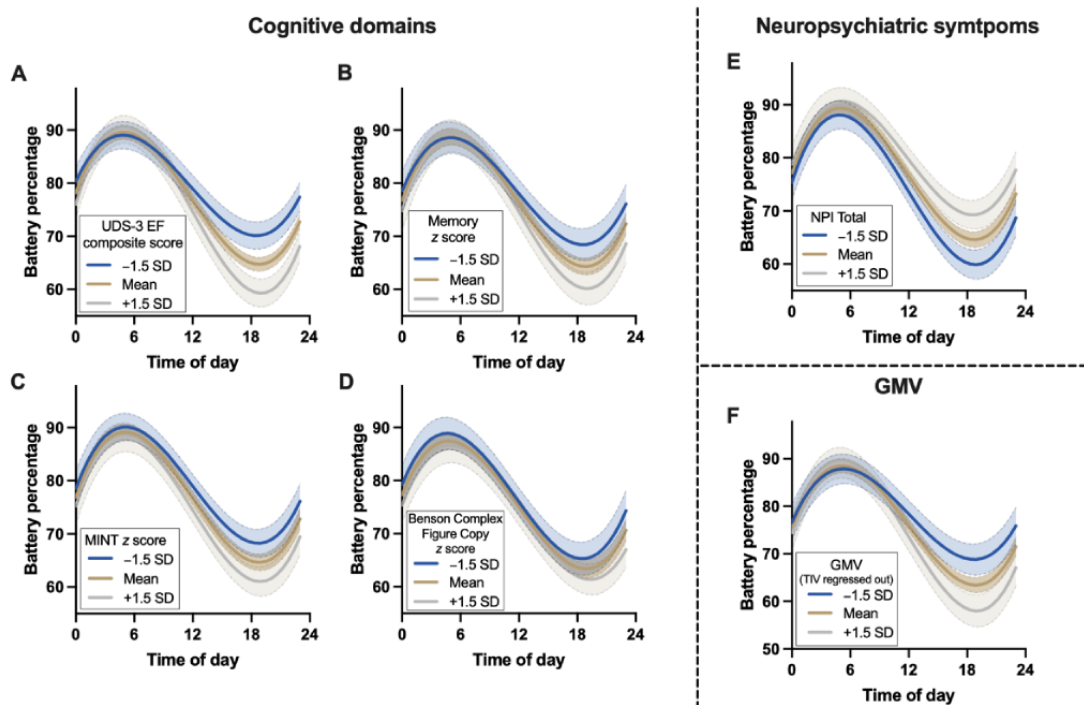 Cognitive domains
Neuropsychiatric symtpoms
A
Battery percentage
90
80
70
60
UDS-3 EF
composite score
−1.5 SD
Mean
+1.5 SD
0 6 12 18 24
Time of day
B
Battery percentage
90
80
70
60
Memory
z score
−1.5 SD
Mean
+1.5 SD
0 6 12 18 24
Time of day
E
Battery percentage
90
80
70
60
NPI Total
−1.5 SD
Mean
+1.5 SD
0 6 12 18 24
Time of day
C
Battery percentage
90
80
70
60
MINT z score
−1.5 SD
Mean
+1.5 SD
0 6 12 18 24
Time of day
D
Battery percentage
90
80
70
60
Benson Complex
Figure Copy
z score
−1.5 SD
Mean
+1.5 SD
0 6 12 18 24
Time of day
GMV
F
Battery percentage
90
80
70
60
50
GMV
(TIV regressed out)
−1.5 SD
Mean
+1.5 SD
0 6 12 18 24
Time of day